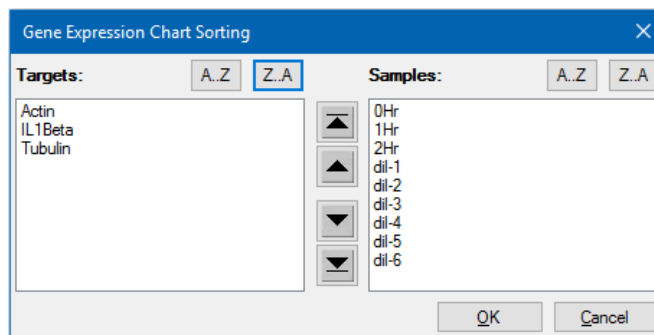 Gene Expression Chart Sorting
Targets:
A..Z
Z..A
Samples:
A..Z
Z..A
Actin
IL1Beta
Tubulin
0Hr
1Hr
2Hr
dil-1
dil-2
dil-3
dil-4
dil-5
dil-6
OK
Cancel